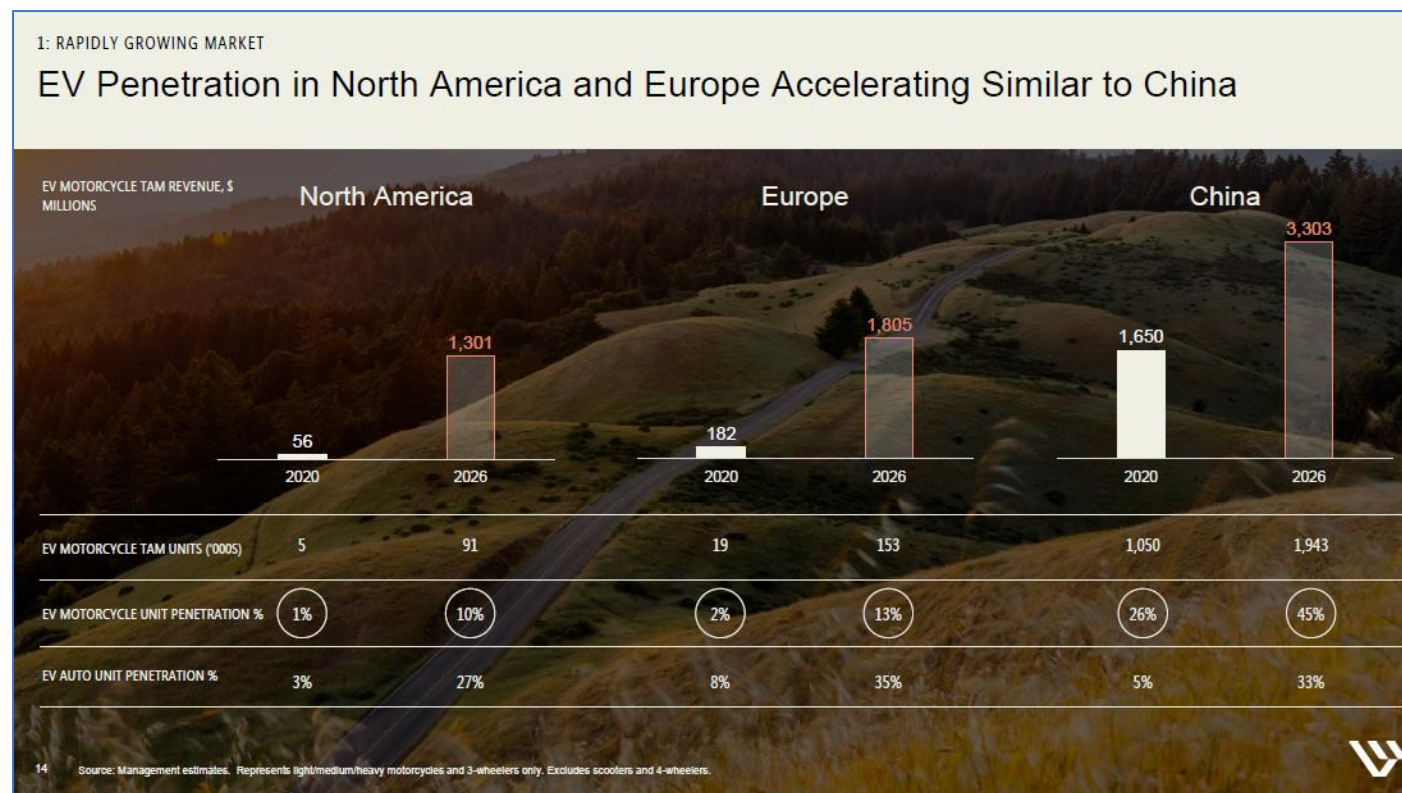 1: RAPIDLY GROWING MARKET
EV Penetration in North America and Europe Accelerating Similar to China
EV MOTORCYCLE TAM REVENUE, $
MILLIONS
North America
Europe
China
56
1,301
182
1,805
1,650
3,303
2020 2026 2020 2026 2020 2026
EV MOTORCYCLE TAM UNITS ('000S) 5 91 19 153 1,050 1,943
EV MOTORCYCLE UNIT PENETRATION % 1% 10% 2% 13% 26% 45%
EV AUTO UNIT PENETRATION % 3% 27% 8% 35% 5% 33%
14 Source: Management estimates. Represents light/medium/heavy motorcycles and 3-wheelers only. Excludes scooters and 4-wheelers.